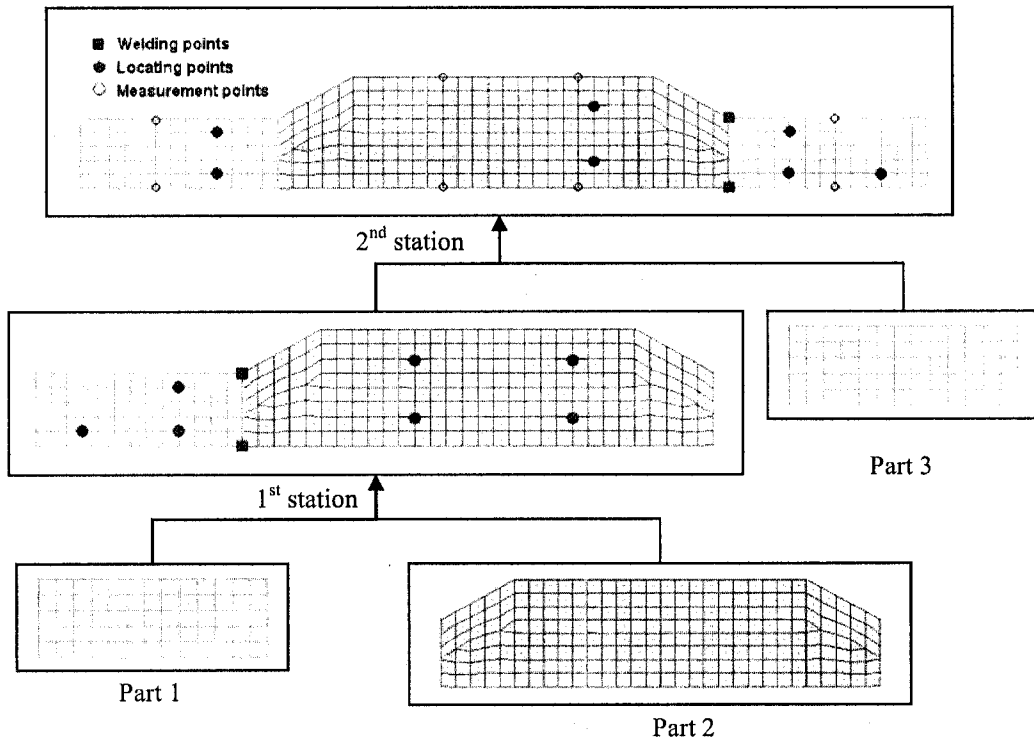 Welding points
Locating points
Measurement points
2nd station
Part 3
1st station
Part 1
Part 2